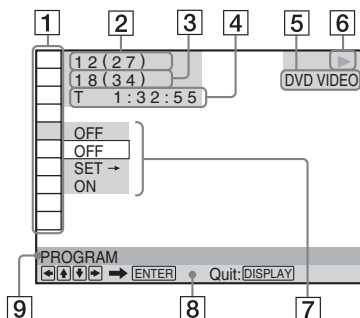 1 2 3 4 5 6
12(27)
18(34)
T 1:32:55
DVD VIDEO
OFF
OFF
SET →
ON
PROGRAM
← ↑ ↓ → ➡ ENTER Quit: DISPLAY
9 8 7